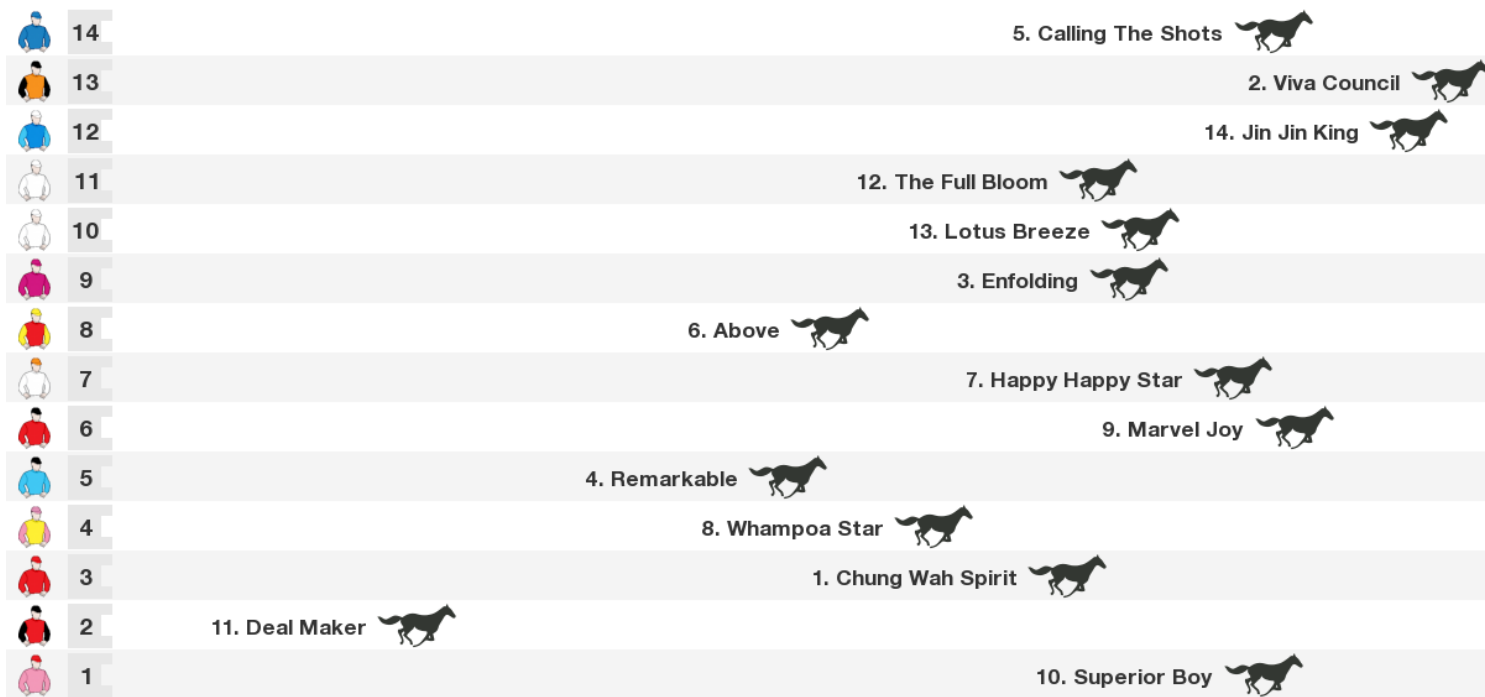 14 5. Calling The Shots
13 2. Viva Council
12 14. Jin Jin King
11 12. The Full Bloom
10 13. Lotus Breeze
9 3. Enfolding
8 6. Above
7 7. Happy Happy Star
6 9. Marvel Joy
5 4. Remarkable
4 8. Whampoa Star
3 1. Chung Wah Spirit
2 11. Deal Maker
1 10. Superior Boy